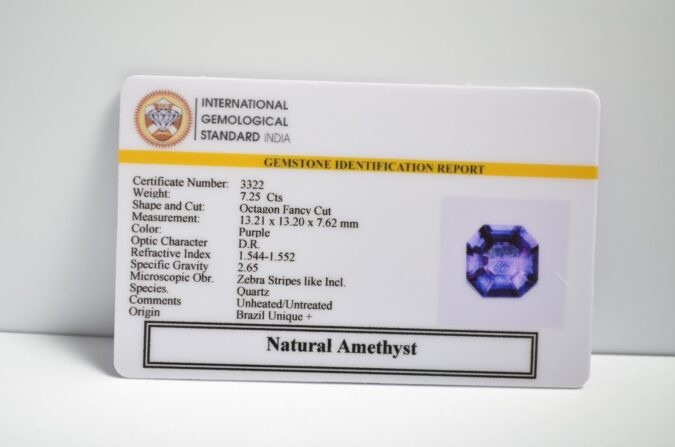 INTERNATIONAL
GEMOLOGICAL
STANDARD INDIA
GEMSTONE IDENTIFICATION REPORT
Certificate Number: 3322
Weight: 7.25 Cts
Shape and Cut: Octagon Fancy Cut
Measurement: 13.21 x 13.20 x 7.62 mm
Color: Purple
Optic Character D.R.
Refractive Index 1.544-1.552
Specific Gravity 2.65
Microscopic Obr. Zebra Stripes like Incl.
Species. Quartz
Comments Unheated/Untreated
Origin Brazil Unique +
Natural Amethyst